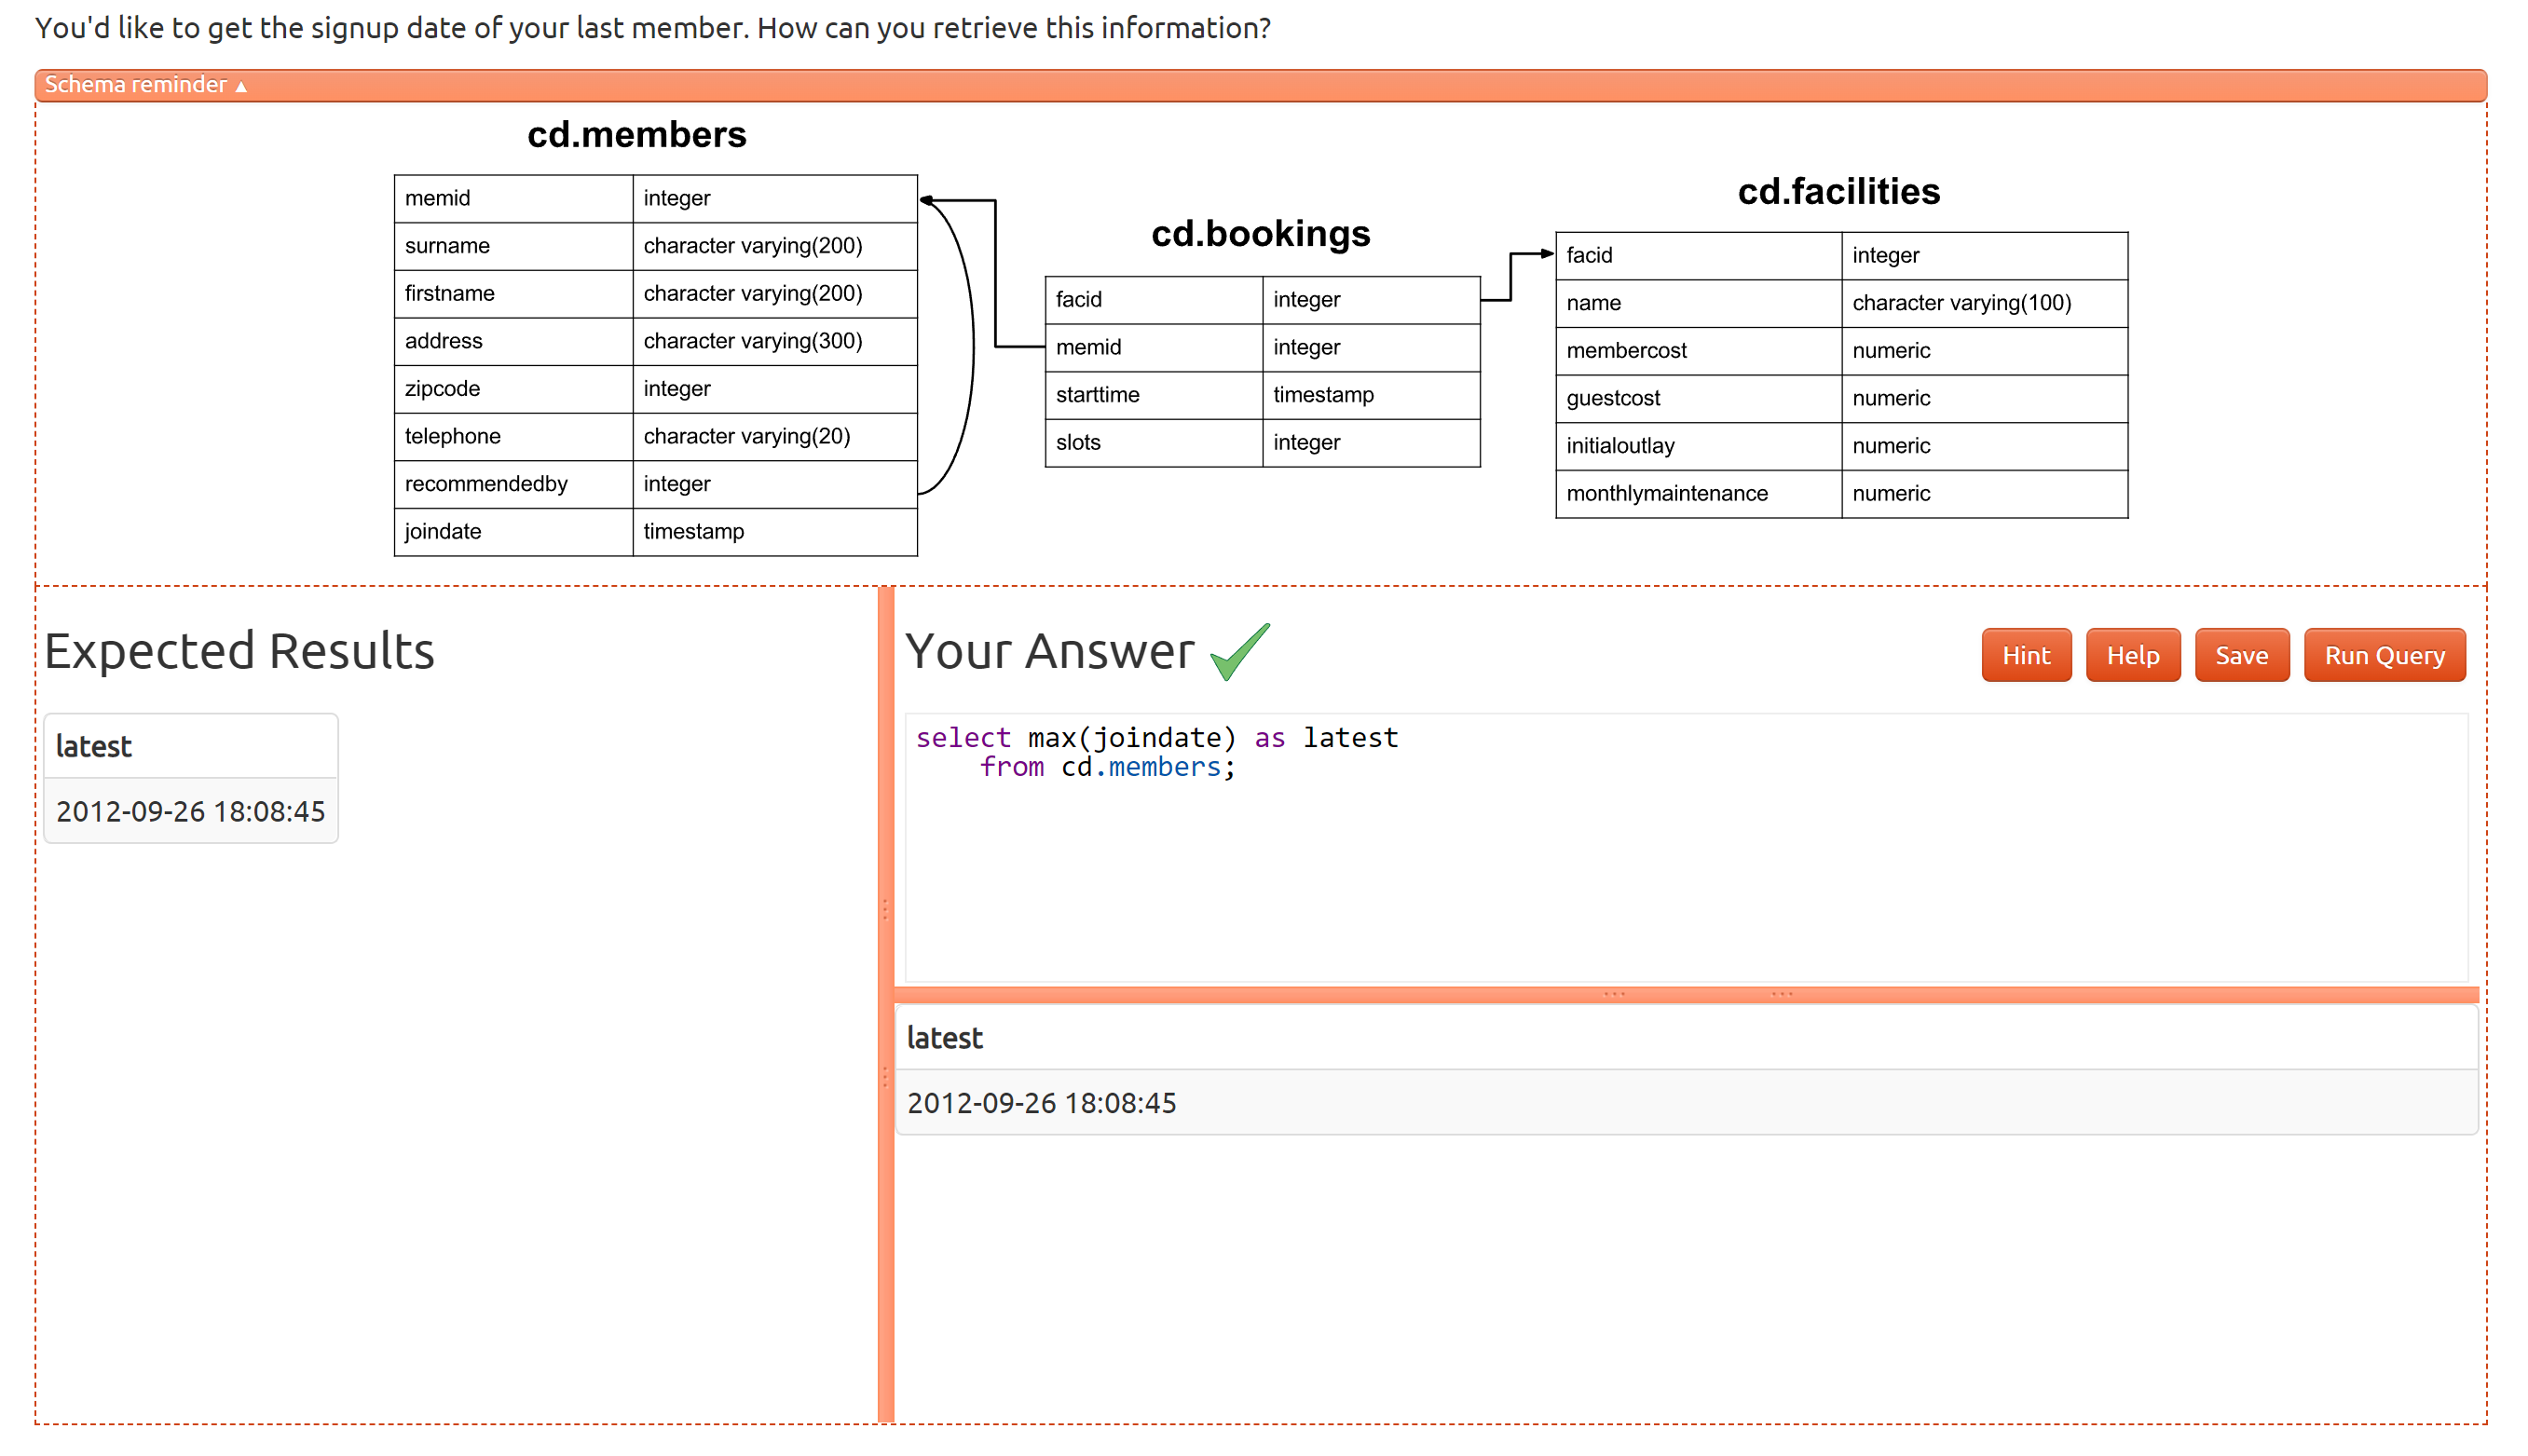 You'd like to get the signup date of your last member. How can you retrieve this information?
Schema reminder ▲
cd.members
memid integer
surname character varying(200)
firstname character varying(200)
address character varying(300)
zipcode integer
telephone character varying(20)
recommendedby integer
joindate timestamp
cd.bookings
facid integer
memid integer
starttime timestamp
slots integer
cd.facilities
facid integer
name character varying(100)
membercost numeric
guestcost numeric
initialoutlay numeric
monthlymaintenance numeric
Expected Results
latest
2012-09-26 18:08:45
Your Answer
Hint Help Save Run Query
select max(joindate) as latest
from cd.members;
latest
2012-09-26 18:08:45